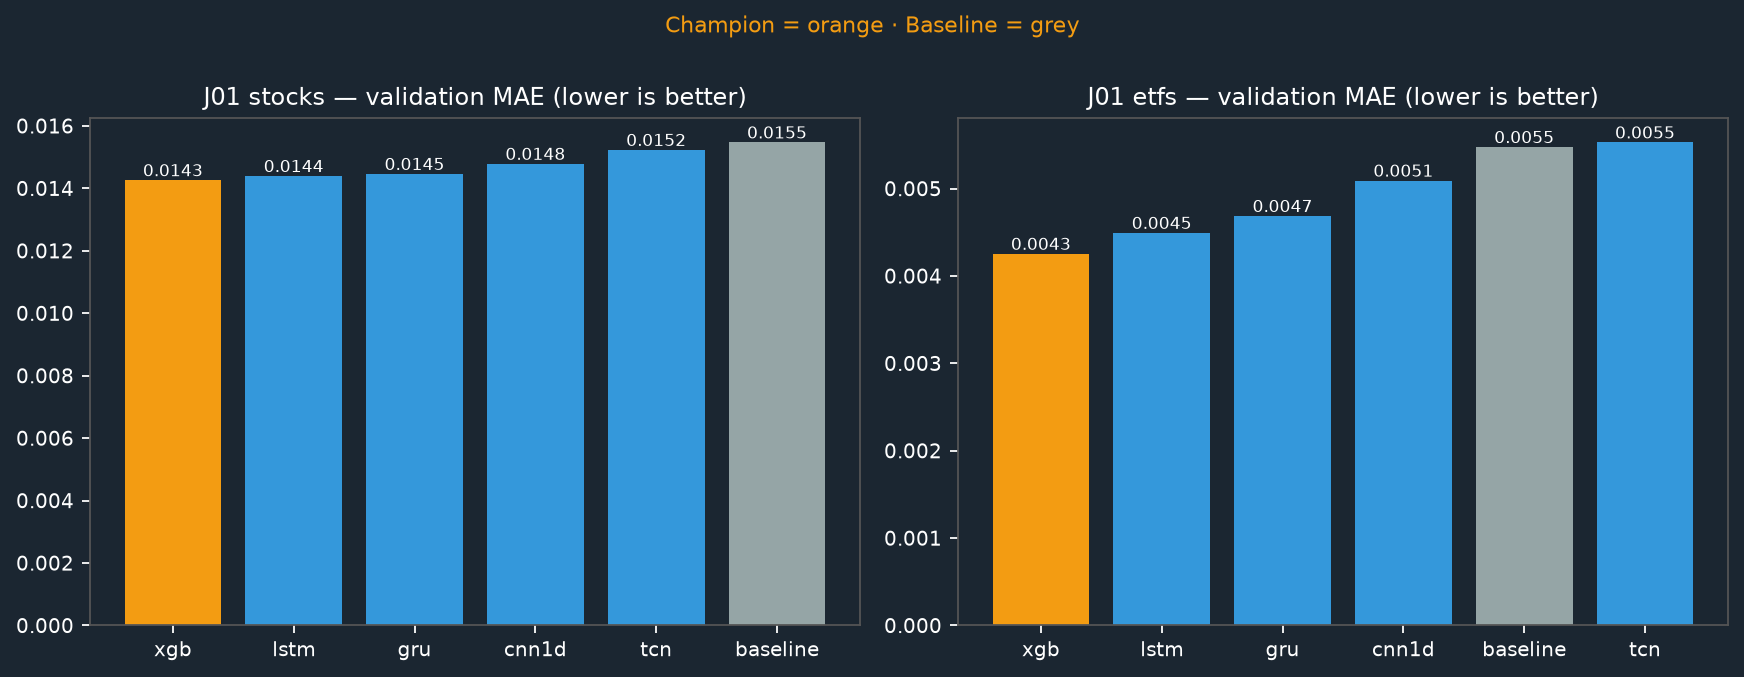 Champion = orange · Baseline = grey
J01 stocks — validation MAE (lower is better)
0.016
0.014
0.012
0.010
0.008
0.006
0.004
0.002
0.000
0.0143
0.0144
0.0145
0.0148
0.0152
0.0155
xgb
lstm
gru
cnn1d
tcn
baseline
J01 etfs — validation MAE (lower is better)
0.005
0.004
0.003
0.002
0.001
0.000
0.0043
0.0045
0.0047
0.0051
0.0055
0.0055
xgb
lstm
gru
cnn1d
baseline
tcn